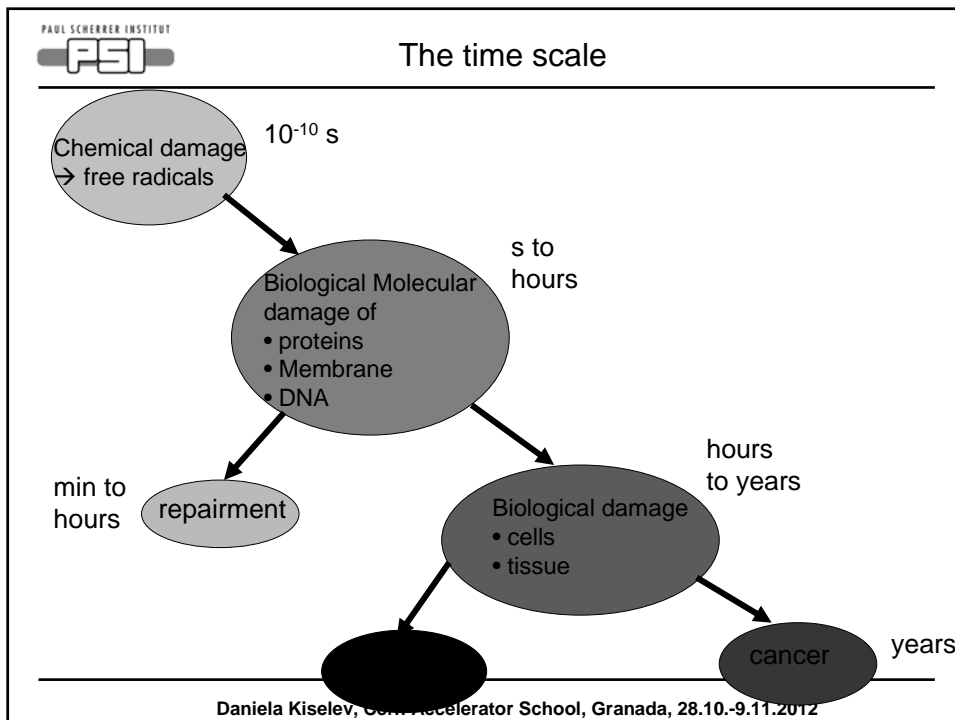 PAUL SCHERRER INSTITUT
PSI
The time scale
Chemical damage
→ free radicals
10⁻¹⁰ s
Biological Molecular
damage of
• proteins
• Membrane
• DNA
s to
hours
min to
hours
repairment
Biological damage
• cells
• tissue
hours
to years
cancer
years
Daniela Kiselev, Accelerator School, Granada, 28.10.-9.11.2012